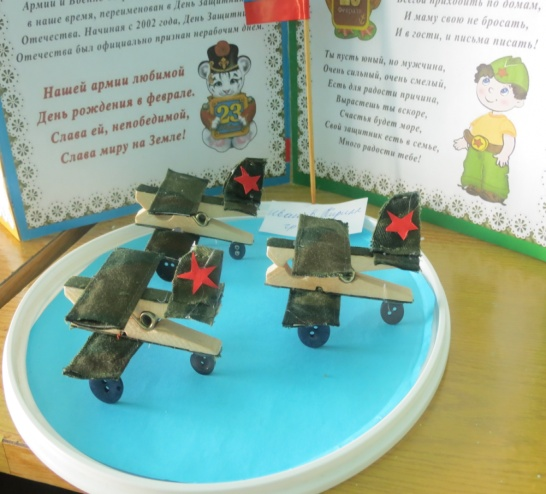 в наше время, переименован в День Защитника
Отечества. Начиная с 2002 года, День Защитника
Отечества был официально признан нерабочим днем.
Нашей армии любимой
День рождения в феврале.
Слава ей, непобедимой,
Слава миру на Земле!
23
приходить по домам,
И маму свою не бросать,
И в гости, и письма писать!
Ты пусть юный, но мужчина,
Очень сильный, очень смелый,
Есть для радости причина,
Вырастешь ты вскоре,
Счастья будет море,
Свой защитник есть в семье,
Много радости тебе!